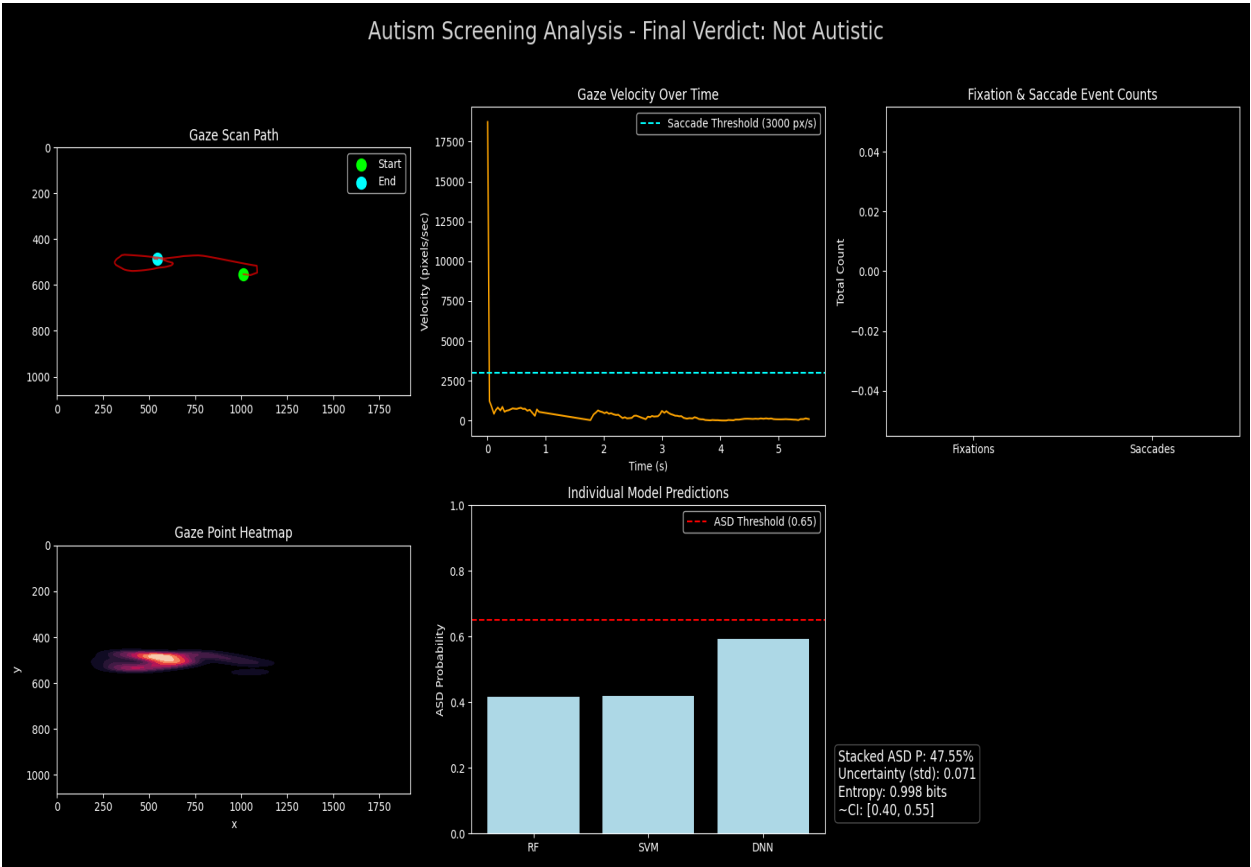 Autism Screening Analysis - Final Verdict: Not Autistic
Gaze Scan Path
Start
End
0
200
400
600
800
1000
0 250 500 750 1000 1250 1500 1750
Gaze Velocity Over Time
Saccade Threshold (3000 px/s)
Velocity (pixels/sec)
17500
15000
12500
10000
7500
5000
2500
0
0 1 2 3 4 5
Time (s)
Fixation & Saccade Event Counts
Total Count
0.04
0.02
0.00
−0.02
−0.04
Fixations Saccades
Gaze Point Heatmap
y
0
200
400
600
800
1000
0 250 500 750 1000 1250 1500 1750
x
Individual Model Predictions
ASD Threshold (0.65)
ASD Probability
1.0
0.8
0.6
0.4
0.2
0.0
RF SVM DNN
Stacked ASD P: 47.55%
Uncertainty (std): 0.071
Entropy: 0.998 bits
~CI: [0.40, 0.55]